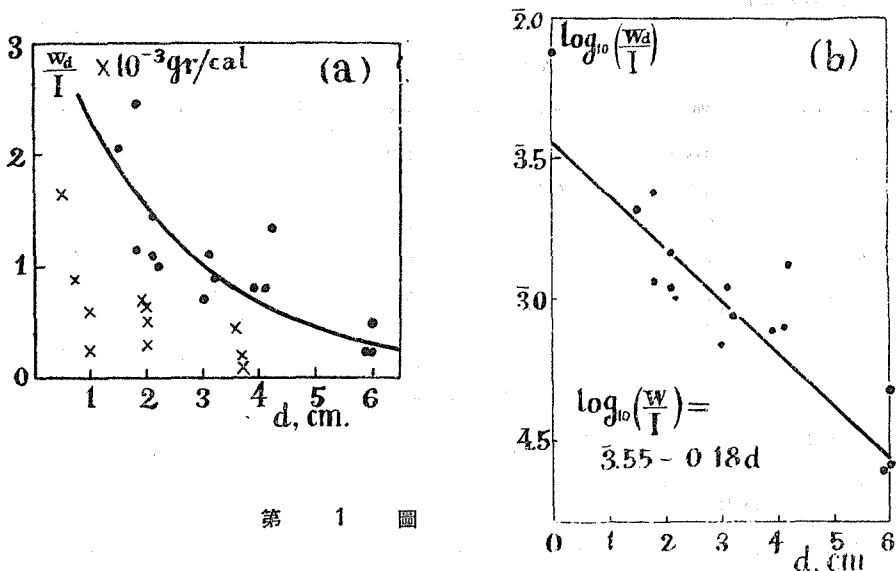 3
w_d/I × 10⁻³ gr/cal
(a)
2
1
0
1 2 3 4 5 6
d, cm.
2̄.0
log₁₀(w_d/I)
(b)
3̄.5
3̄.0
4̄.5
log₁₀(w/I) =
3̄.55 - 0 18d
0 1 2 3 4 5 6
d, cm
第 1 圖